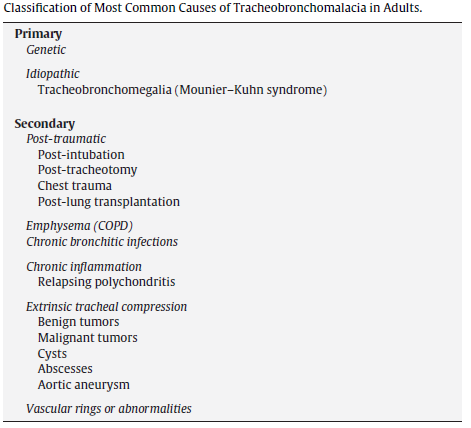 Classification of Most Common Causes of Tracheobronchomalacia in Adults.
Primary
Genetic
Idiopathic
Tracheobronchomegalia (Mounier–Kuhn syndrome)
Secondary
Post-traumatic
Post-intubation
Post-tracheotomy
Chest trauma
Post-lung transplantation
Emphysema (COPD)
Chronic bronchitic infections
Chronic inflammation
Relapsing polychondritis
Extrinsic tracheal compression
Benign tumors
Malignant tumors
Cysts
Abscesses
Aortic aneurysm
Vascular rings or abnormalities